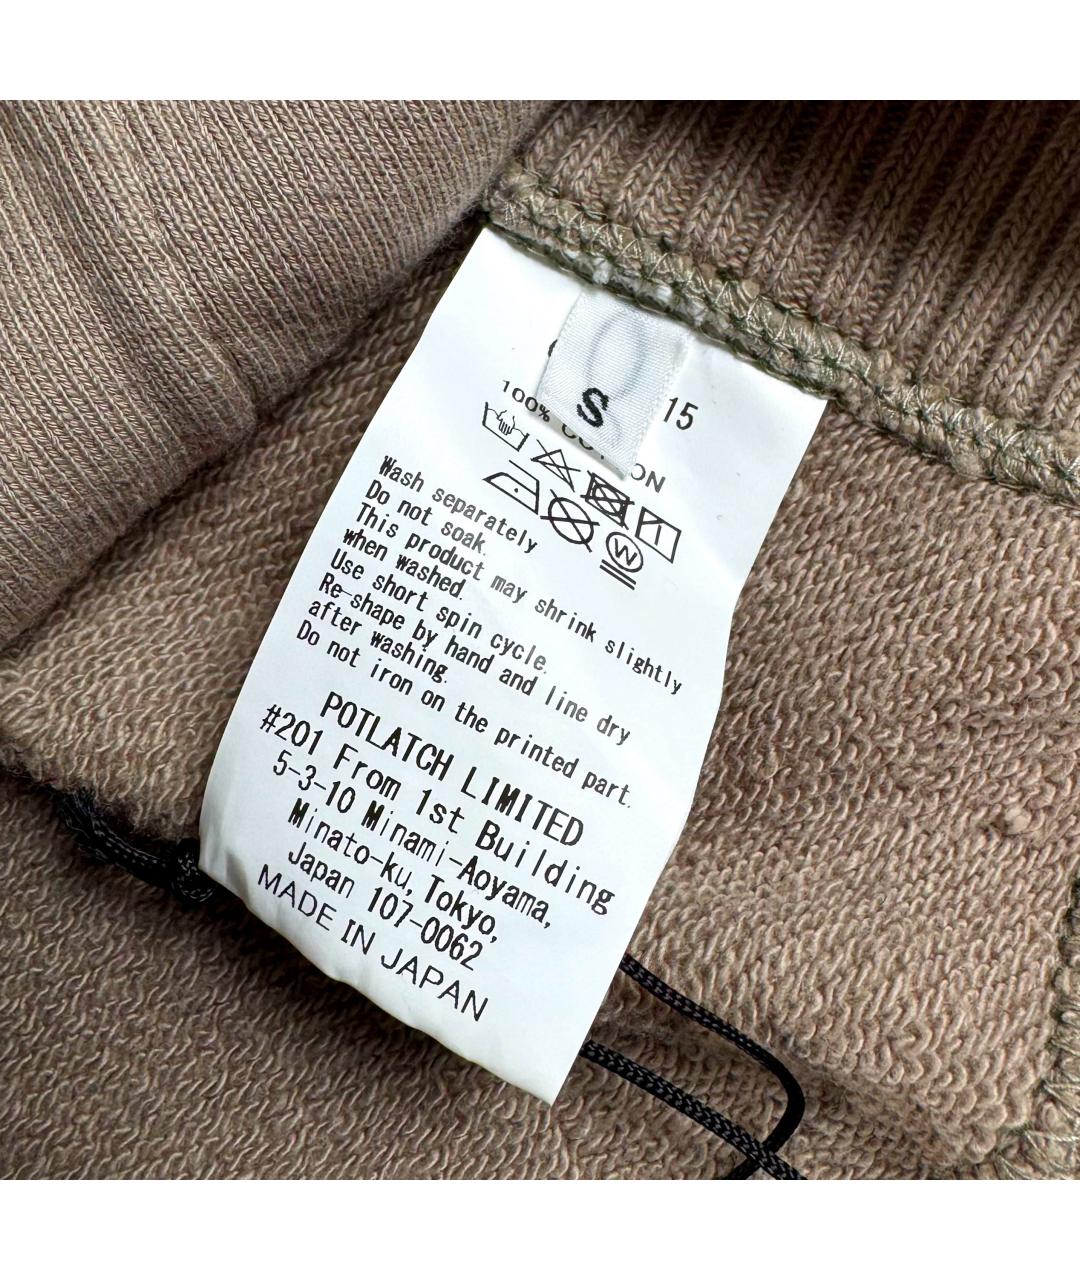 S
15
100%
Wash separately
Do not soak.
This product may shrink slightly
when washed.
Use short spin cycle.
Re-shape by hand and line dry
after washing.
Do not iron on the printed part.
POTLATCH LIMITED
#201 From 1st Building
5-3-10 Minami-Aoyama,
Minato-ku, Tokyo,
Japan 107-0062
MADE IN JAPAN